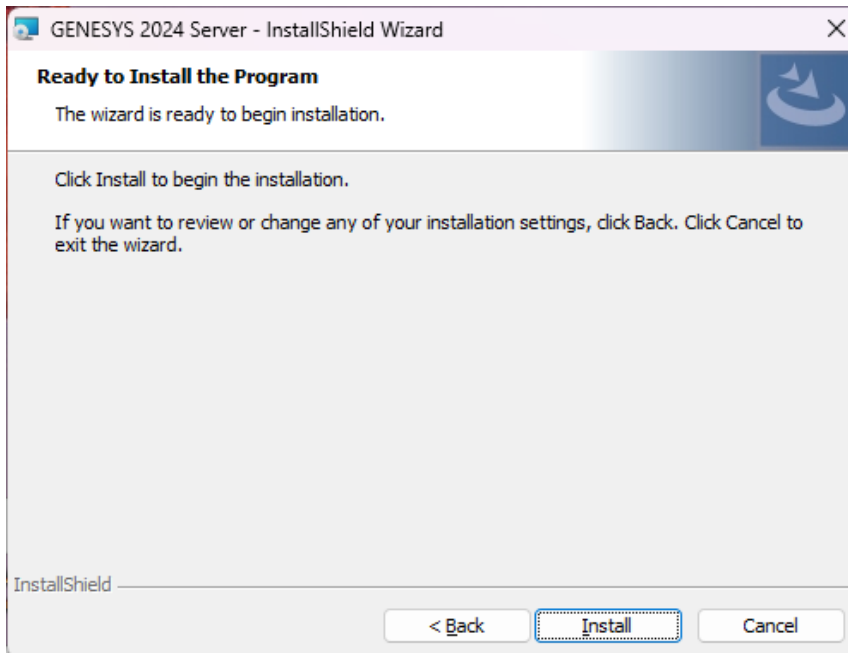 GENESYS 2024 Server - InstallShield Wizard
Ready to Install the Program
The wizard is ready to begin installation.
Click Install to begin the installation.
If you want to review or change any of your installation settings, click Back. Click Cancel to
exit the wizard.
InstallShield
< Back
Install
Cancel